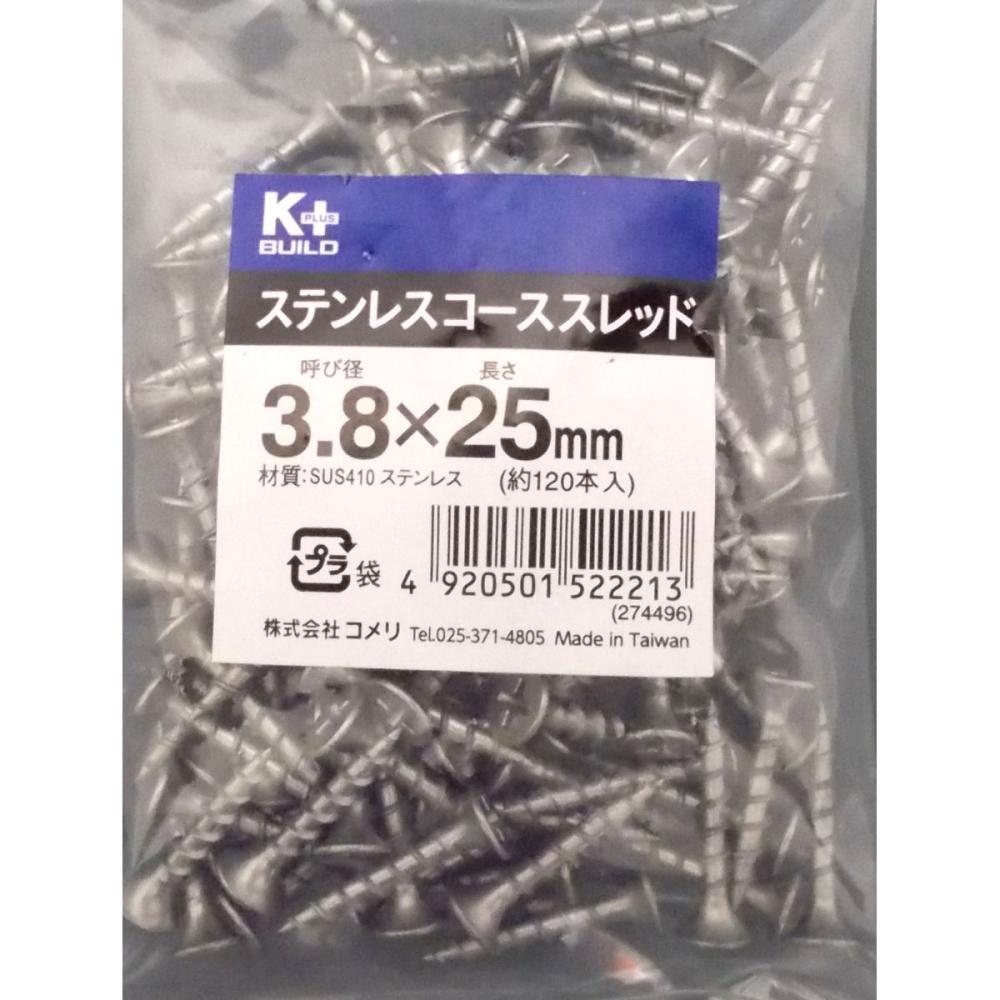 K+
PLUS
BUILD
ステンレスコーススレッド
呼び径 長さ
3.8×25mm
材質:SUS410 ステンレス (約120本入)
プラ 袋
4 920501 522213
(274496)
株式会社 コメリ Tel.025-371-4805 Made in Taiwan